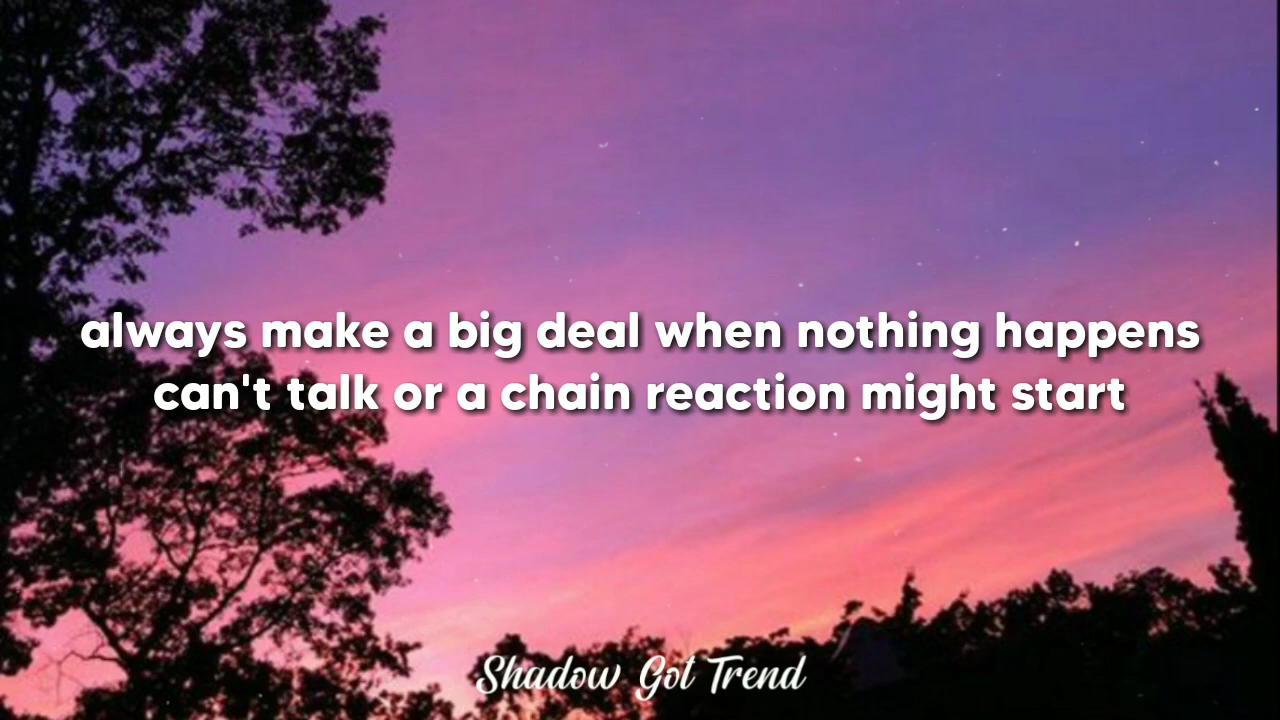 always make a big deal when nothing happens
can't talk or a chain reaction might start
Shadow Got Trend